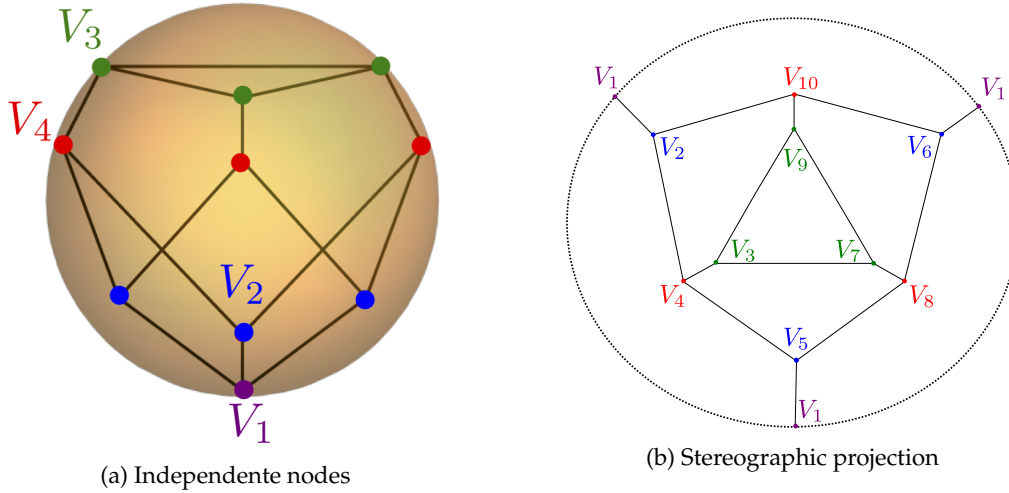 V3
V4
V2
V1
(a) Independente nodes
V1
V10
V1
V2
V9
V6
V3
V7
V4
V8
V5
V1
(b) Stereographic projection